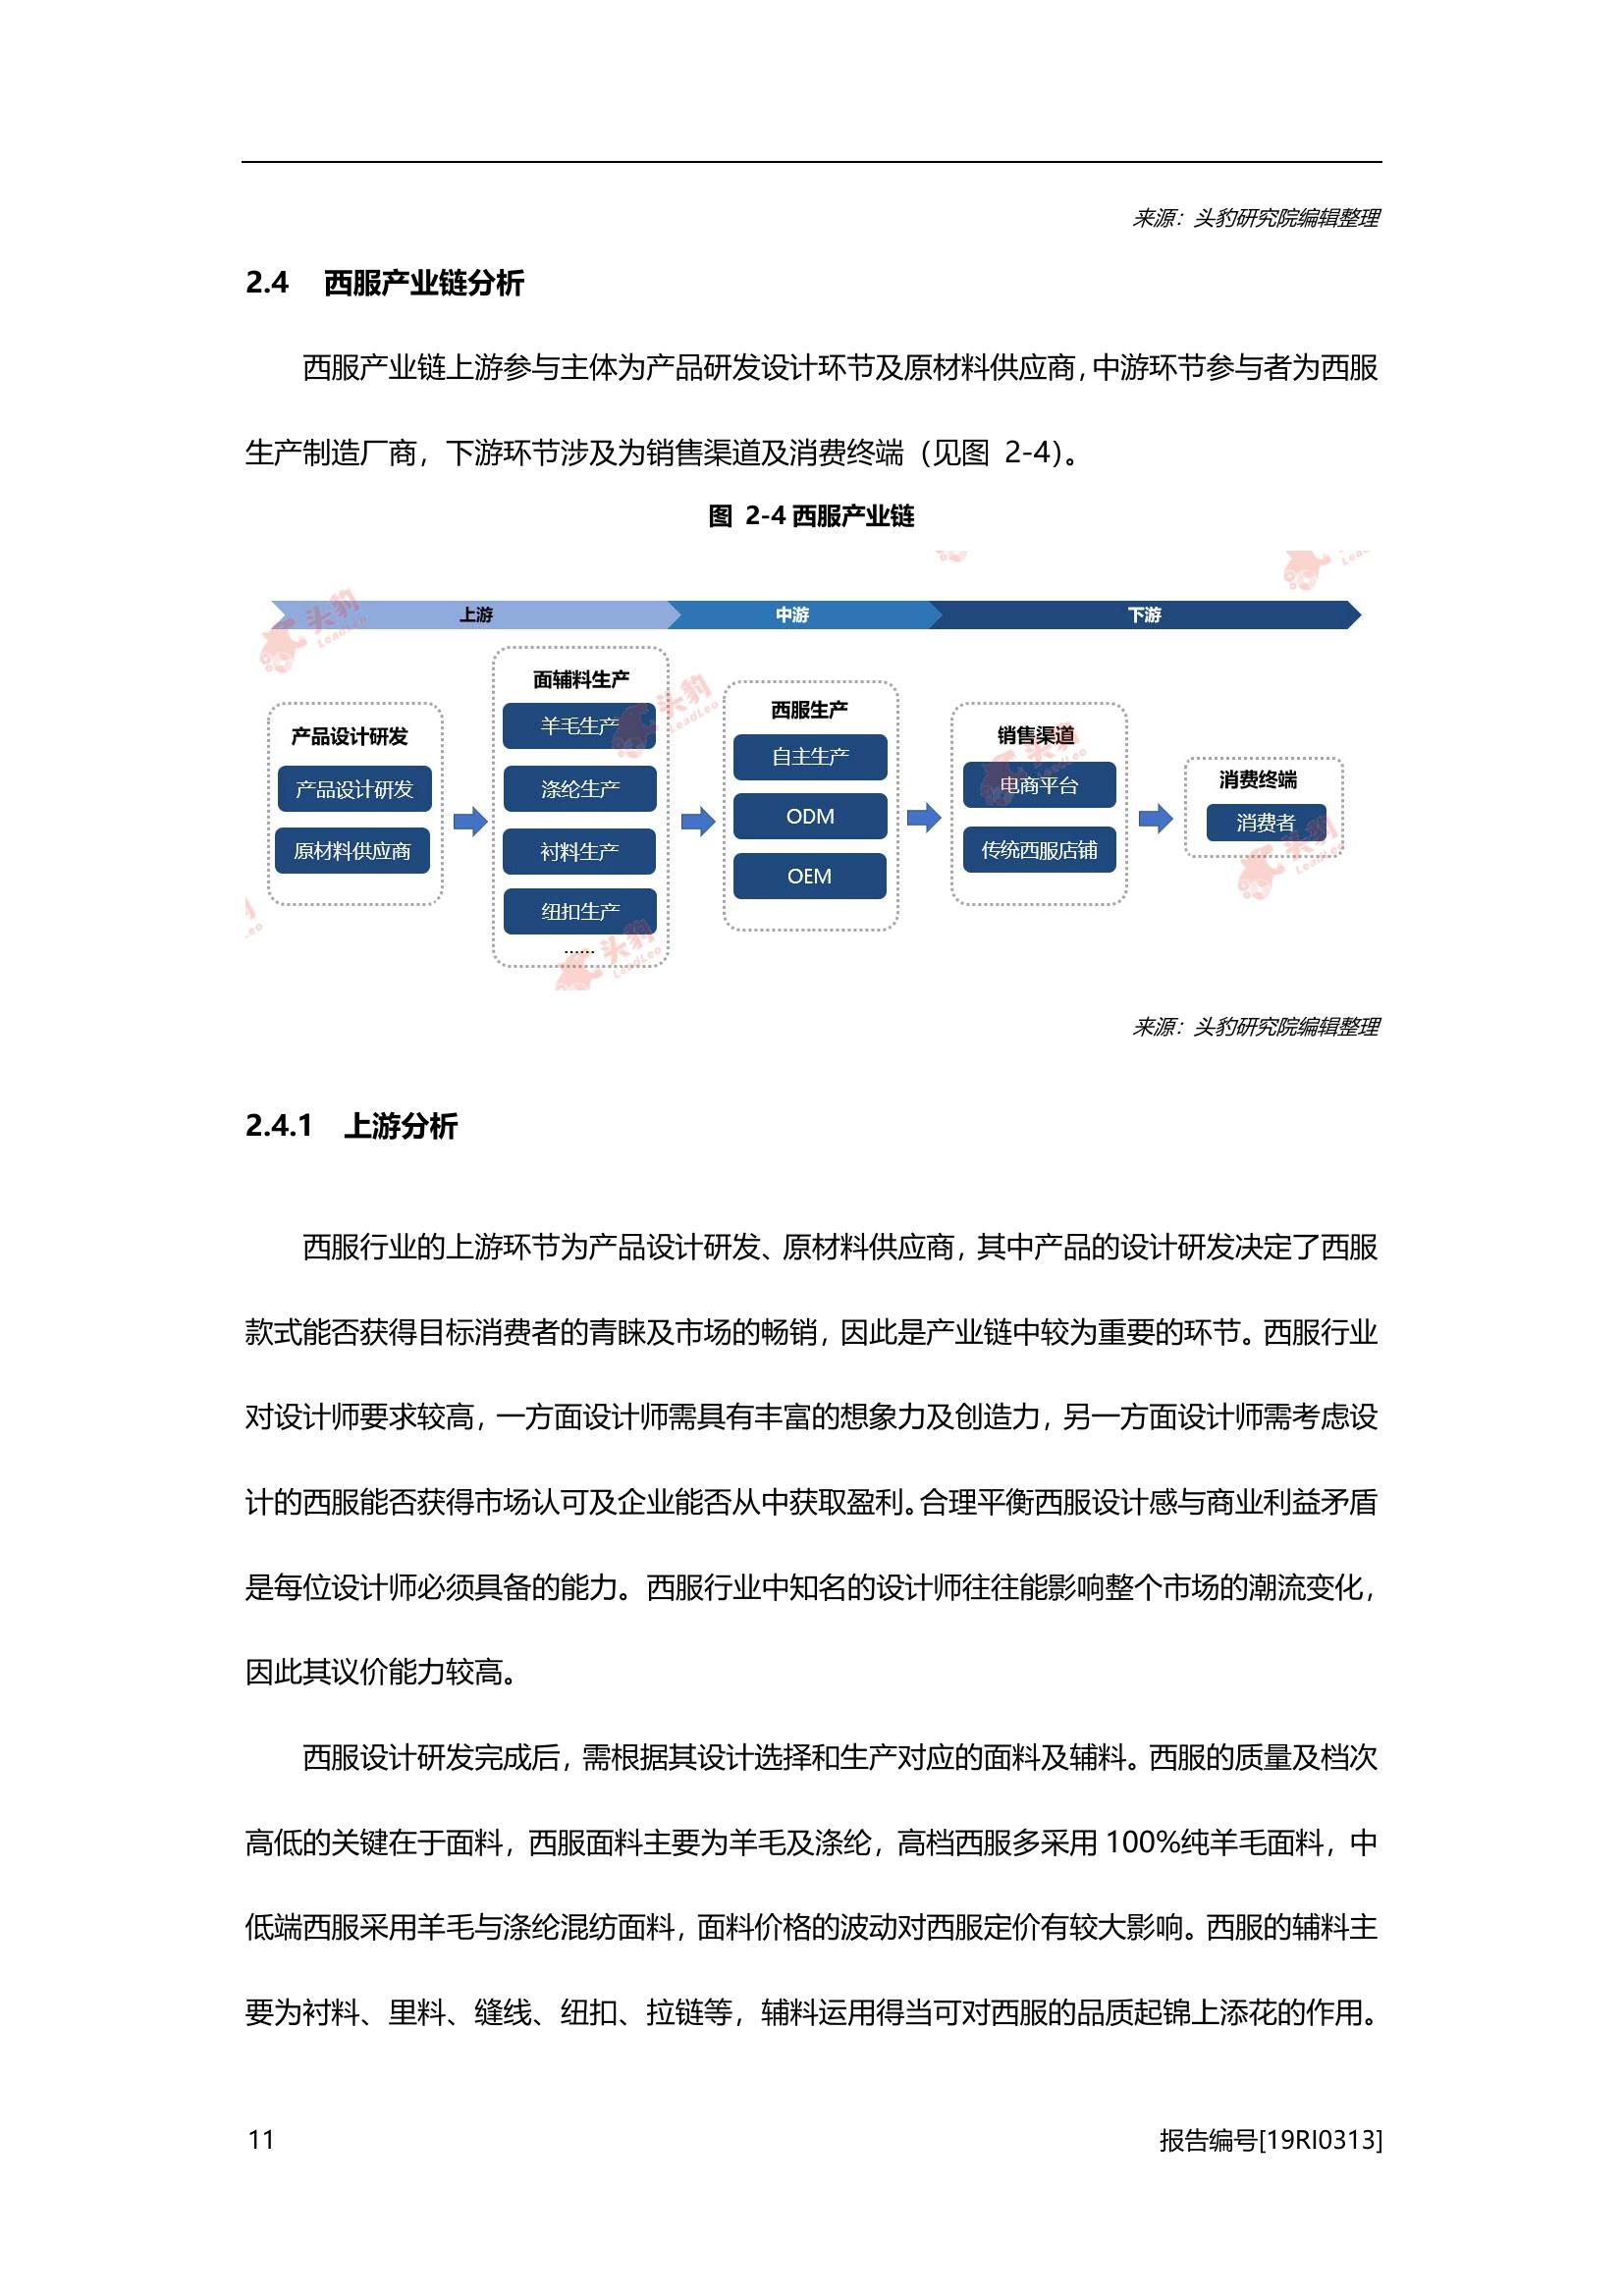 来源：头豹研究院编辑整理
2.4 西服产业链分析
西服产业链上游参与主体为产品研发设计环节及原材料供应商，中游环节参与者为西服
生产制造厂商，下游环节涉及为销售渠道及消费终端（见图 2-4）。
图 2-4 西服产业链
上游
中游
下游
产品设计研发
产品设计研发
原材料供应商
面辅料生产
羊毛生产
涤纶生产
衬料生产
纽扣生产
......
西服生产
自主生产
ODM
OEM
销售渠道
电商平台
传统西服店铺
消费终端
消费者
头豹
LeadLeo
头豹
LeadLeo
头豹
LeadLeo
头豹
LeadLeo
头豹
LeadLeo
来源：头豹研究院编辑整理
2.4.1 上游分析
西服行业的上游环节为产品设计研发、原材料供应商，其中产品的设计研发决定了西服
款式能否获得目标消费者的青睐及市场的畅销，因此是产业链中较为重要的环节。西服行业
对设计师要求较高，一方面设计师需具有丰富的想象力及创造力，另一方面设计师需考虑设
计的西服能否获得市场认可及企业能否从中获取盈利。合理平衡西服设计感与商业利益矛盾
是每位设计师必须具备的能力。西服行业中知名的设计师往往能影响整个市场的潮流变化，
因此其议价能力较高。
西服设计研发完成后，需根据其设计选择和生产对应的面料及辅料。西服的质量及档次
高低的关键在于面料，西服面料主要为羊毛及涤纶，高档西服多采用 100%纯羊毛面料，中
低端西服采用羊毛与涤纶混纺面料，面料价格的波动对西服定价有较大影响。西服的辅料主
要为衬料、里料、缝线、纽扣、拉链等，辅料运用得当可对西服的品质起锦上添花的作用。
11
报告编号[19RI0313]